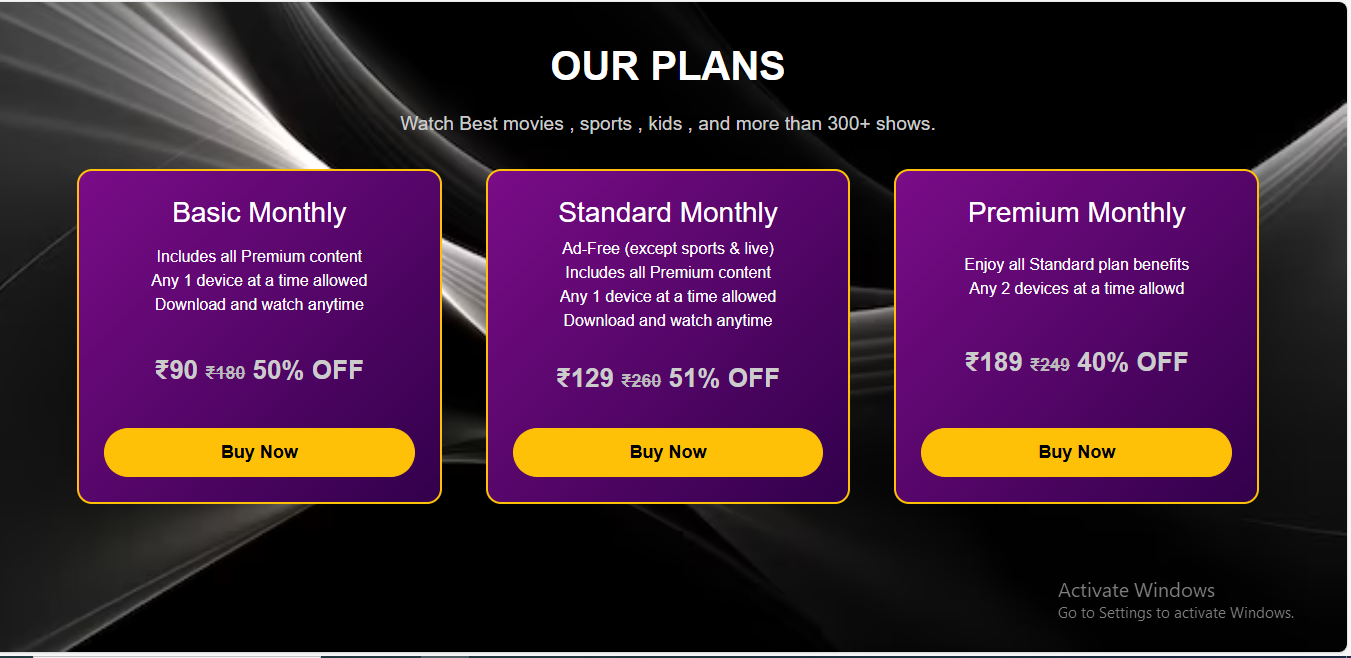 OUR PLANS
Watch Best movies , sports , kids , and more than 300+ shows.
Basic Monthly
Includes all Premium content
Any 1 device at a time allowed
Download and watch anytime
₹90 ₹180 50% OFF
Buy Now
Standard Monthly
Ad-Free (except sports & live)
Includes all Premium content
Any 1 device at a time allowed
Download and watch anytime
₹129 ₹260 51% OFF
Buy Now
Premium Monthly
Enjoy all Standard plan benefits
Any 2 devices at a time allowd
₹189 ₹249 40% OFF
Buy Now
Activate Windows
Go to Settings to activate Windows.